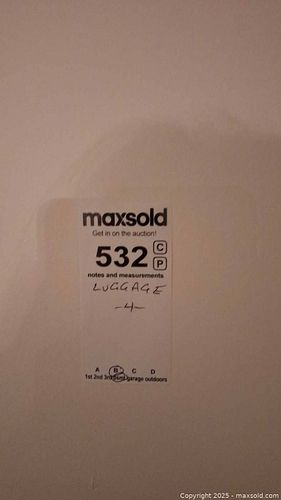 maxsold
Get in on the auction!
532 C
P
notes and measurements
LUGGAGE
-4-
A B C D
1st 2nd 3rd Bsmt garage outdoors
Copyright © 2025 - maxsold.com